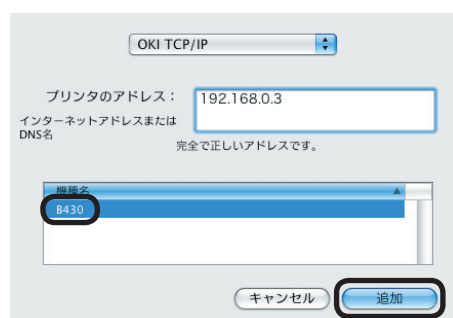 OKI TCP/IP
プリンタのアドレス：
192.168.0.3
インターネットアドレスまたは
DNS名
完全で正しいアドレスです。
機種名
B430
キャンセル
追加